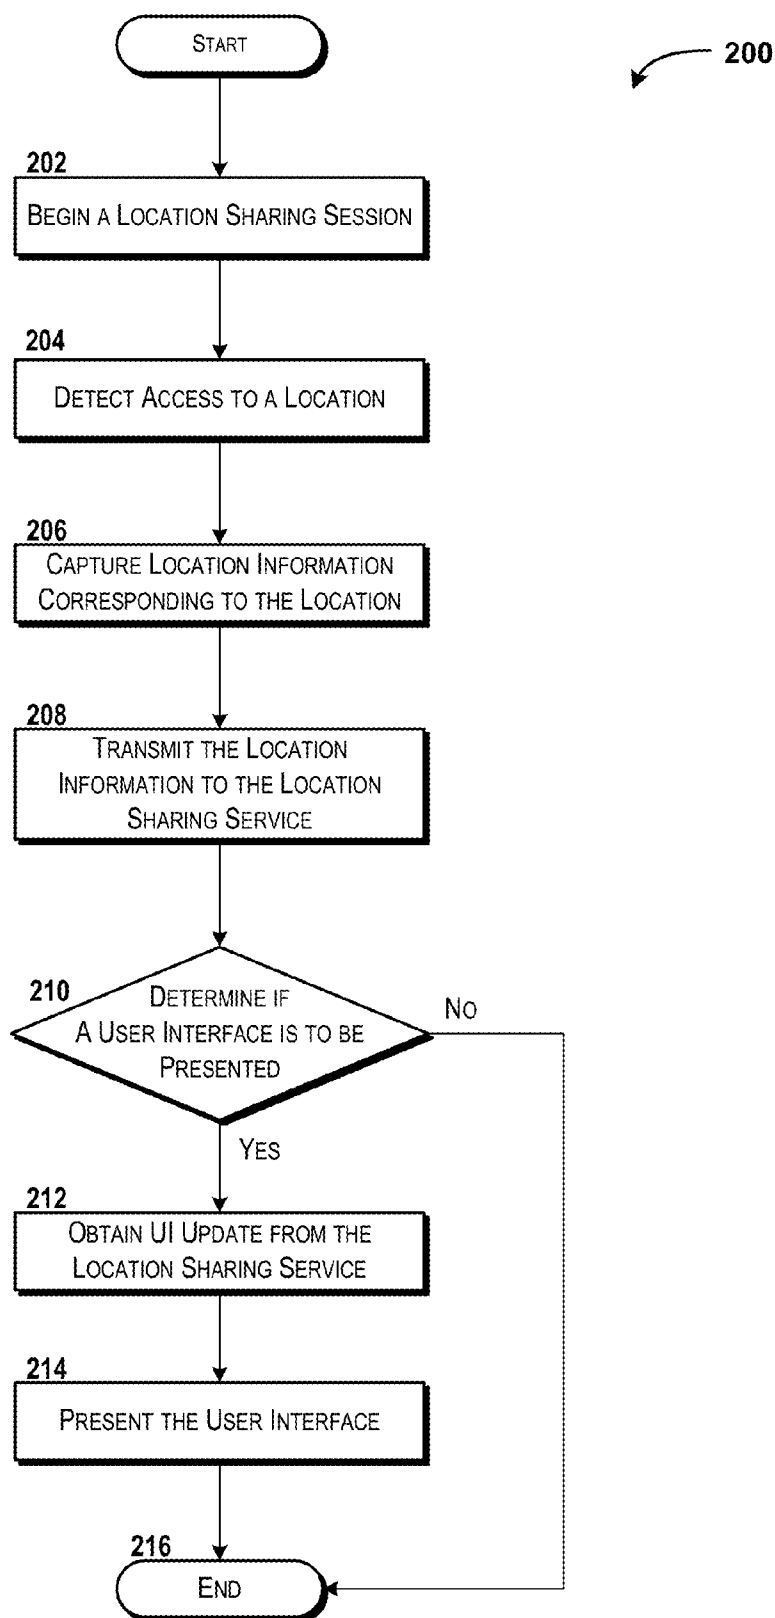 START
200
202
BEGIN A LOCATION SHARING SESSION
204
DETECT ACCESS TO A LOCATION
206
CAPTURE LOCATION INFORMATION
CORRESPONDING TO THE LOCATION
208
TRANSMIT THE LOCATION
INFORMATION TO THE LOCATION
SHARING SERVICE
210
DETERMINE IF
A USER INTERFACE IS TO BE
PRESENTED
NO
YES
212
OBTAIN UI UPDATE FROM THE
LOCATION SHARING SERVICE
214
PRESENT THE USER INTERFACE
216
END